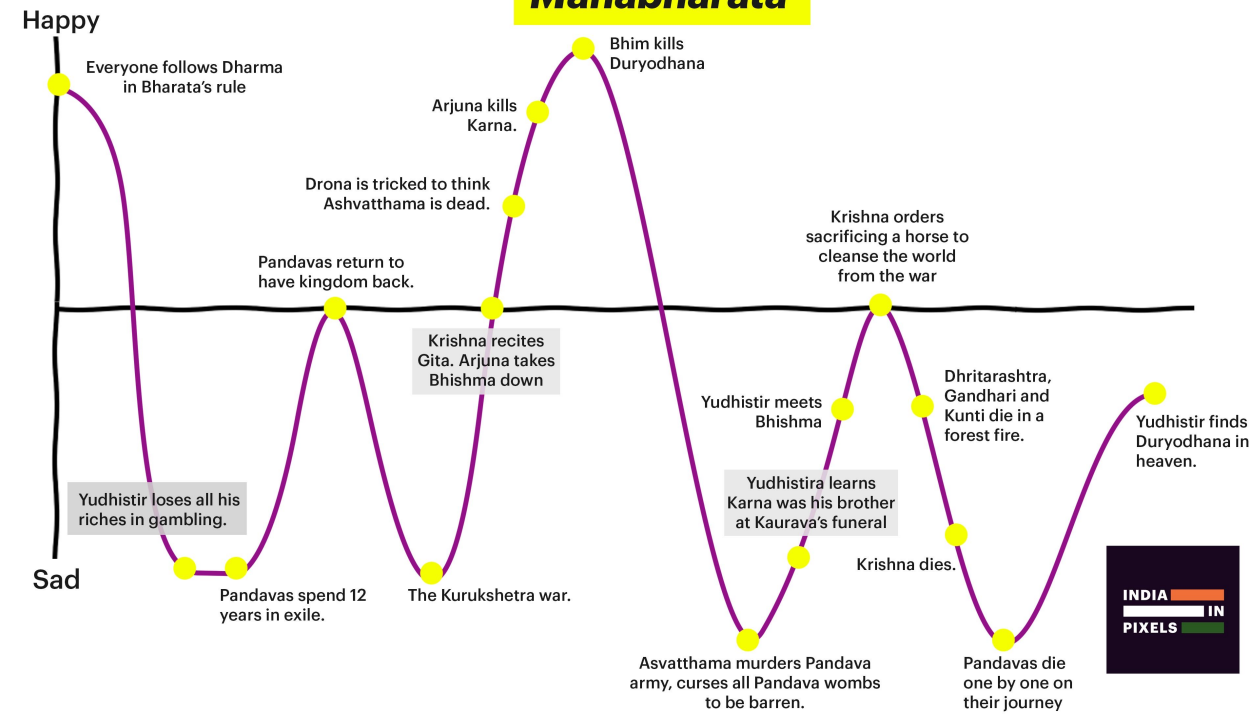 Mahabharata
Happy
Everyone follows Dharma
in Bharata's rule
Yudhistir loses all his
riches in gambling.
Pandavas spend 12
years in exile.
Pandavas return to
have kingdom back.
The Kurukshetra war.
Krishna recites
Gita. Arjuna takes
Bhishma down
Drona is tricked to think
Ashvatthama is dead.
Arjuna kills
Karna.
Bhim kills
Duryodhana
Asvatthama murders Pandava
army, curses all Pandava wombs
to be barren.
Yudhistira learns
Karna was his brother
at Kaurava's funeral
Yudhistir meets
Bhishma
Krishna orders
sacrificing a horse to
cleanse the world
from the war
Dhritarashtra,
Gandhari and
Kunti die in a
forest fire.
Krishna dies.
Pandavas die
one by one on
their journey
Yudhistir finds
Duryodhana in
heaven.
Sad
INDIA
IN
PIXELS